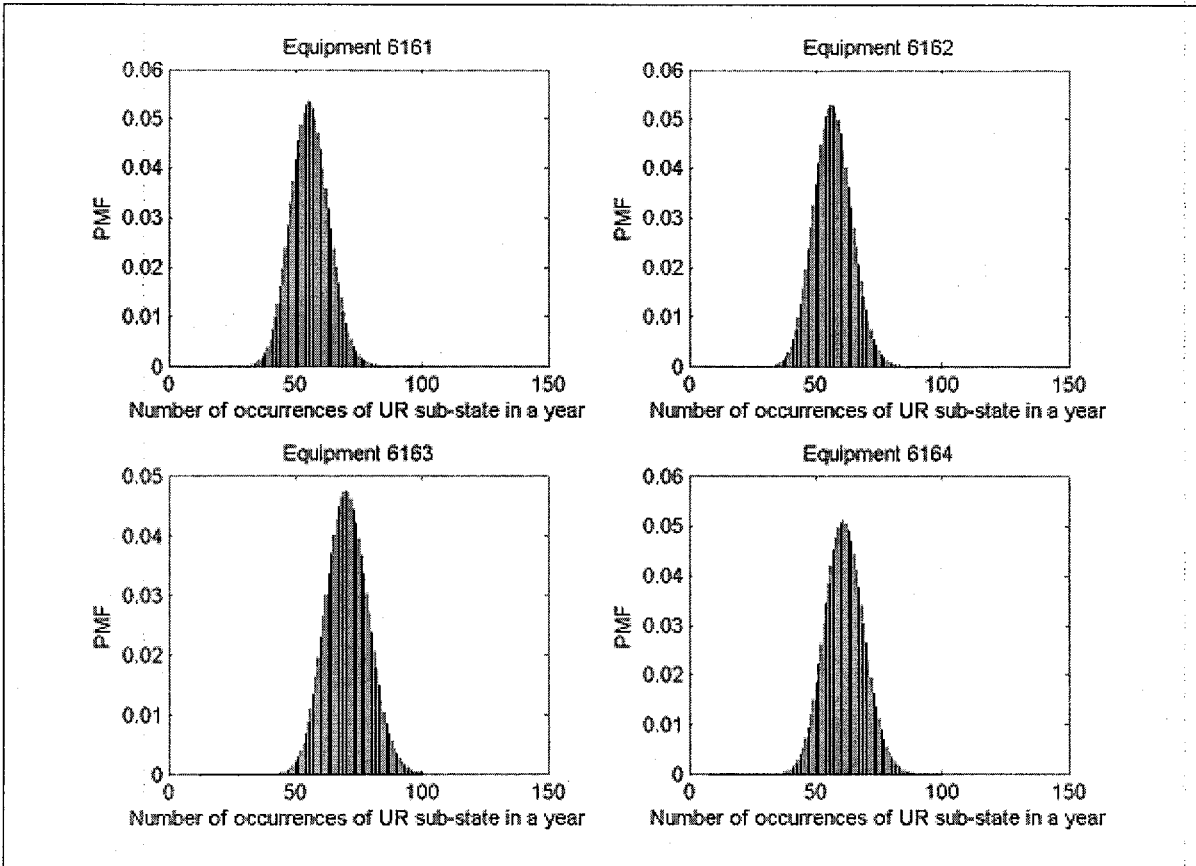 Equipment 6161
0.06
0.05
0.04
0.03
0.02
0.01
0
PMF
0 50 100 150
Number of occurrences of UR sub-state in a year
Equipment 6162
0.06
0.05
0.04
0.03
0.02
0.01
0
PMF
0 50 100 150
Number of occurrences of UR sub-state in a year
Equipment 6163
0.05
0.04
0.03
0.02
0.01
0
PMF
0 50 100 150
Number of occurrences of UR sub-state in a year
Equipment 6164
0.06
0.05
0.04
0.03
0.02
0.01
0
PMF
0 50 100 150
Number of occurrences of UR sub-state in a year